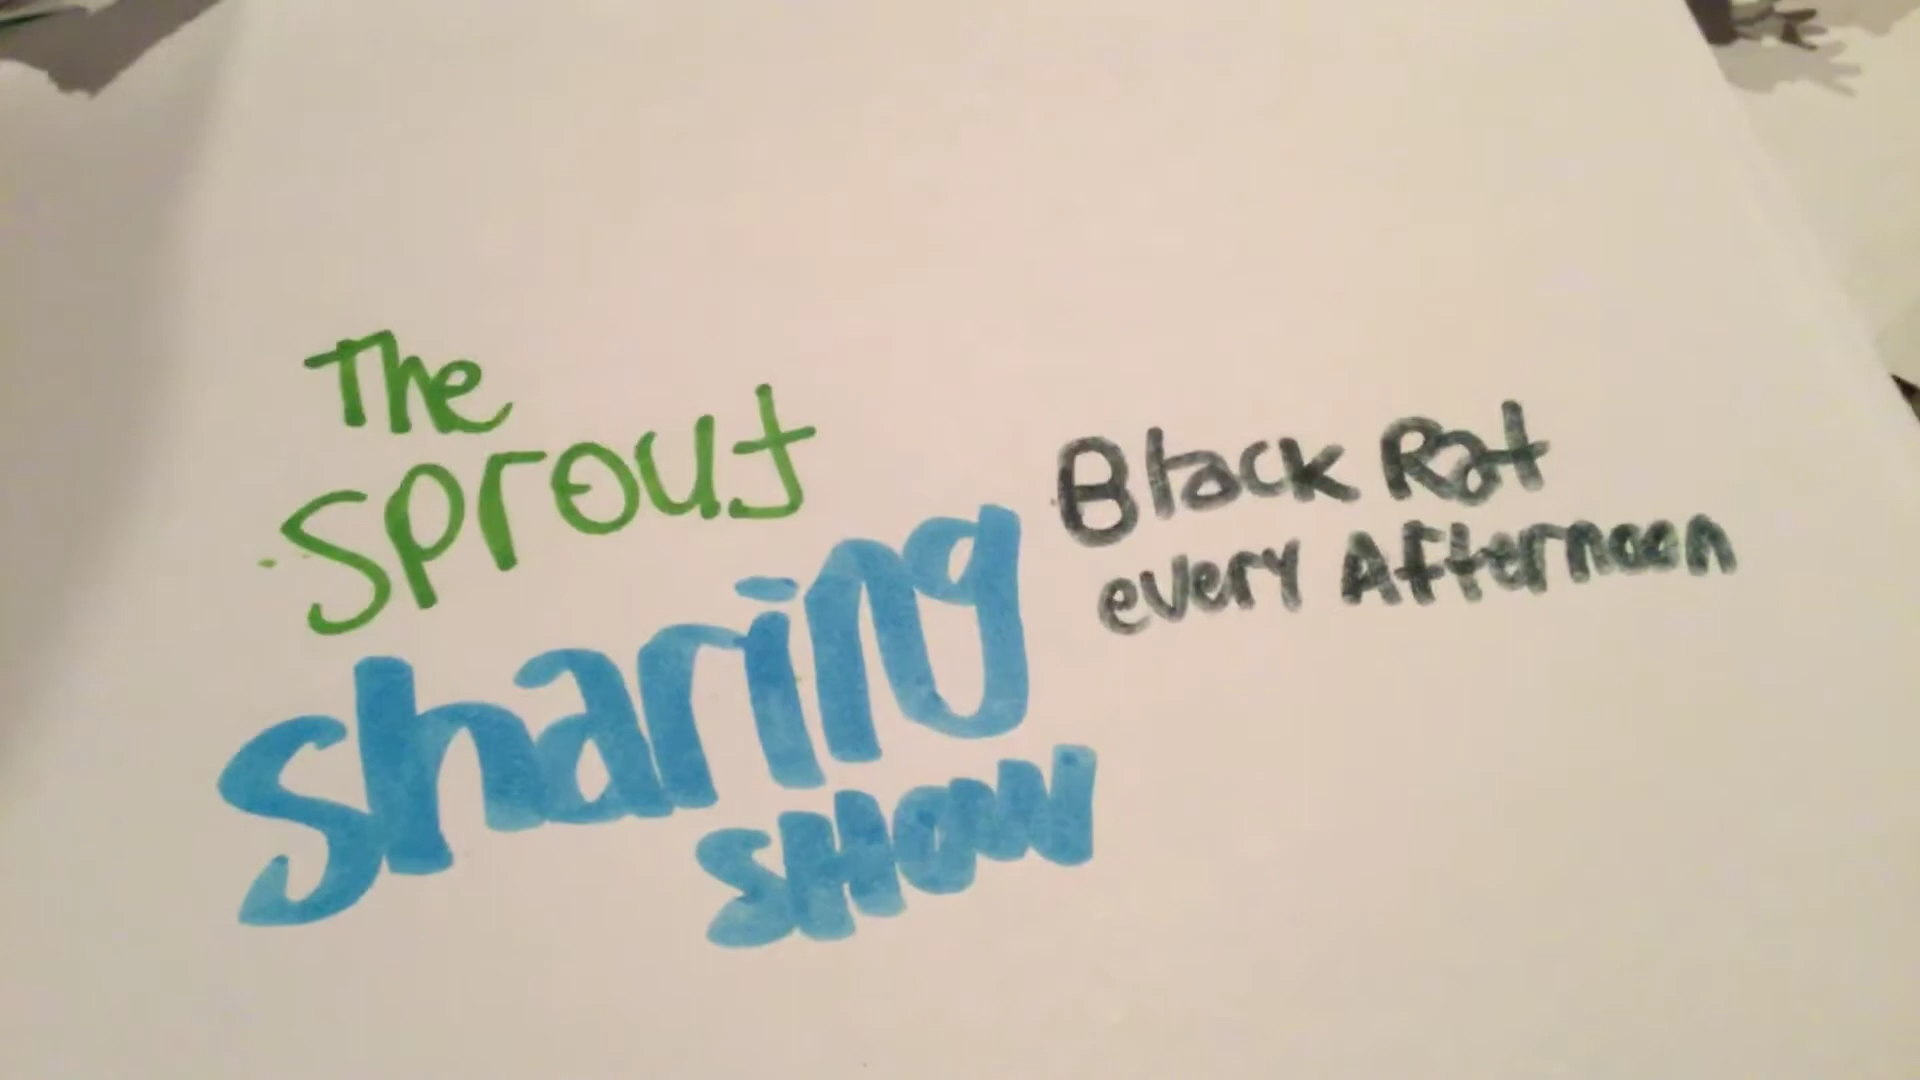 The
Sprout
Sharing
SHOW
Black Rat
every Afternoon